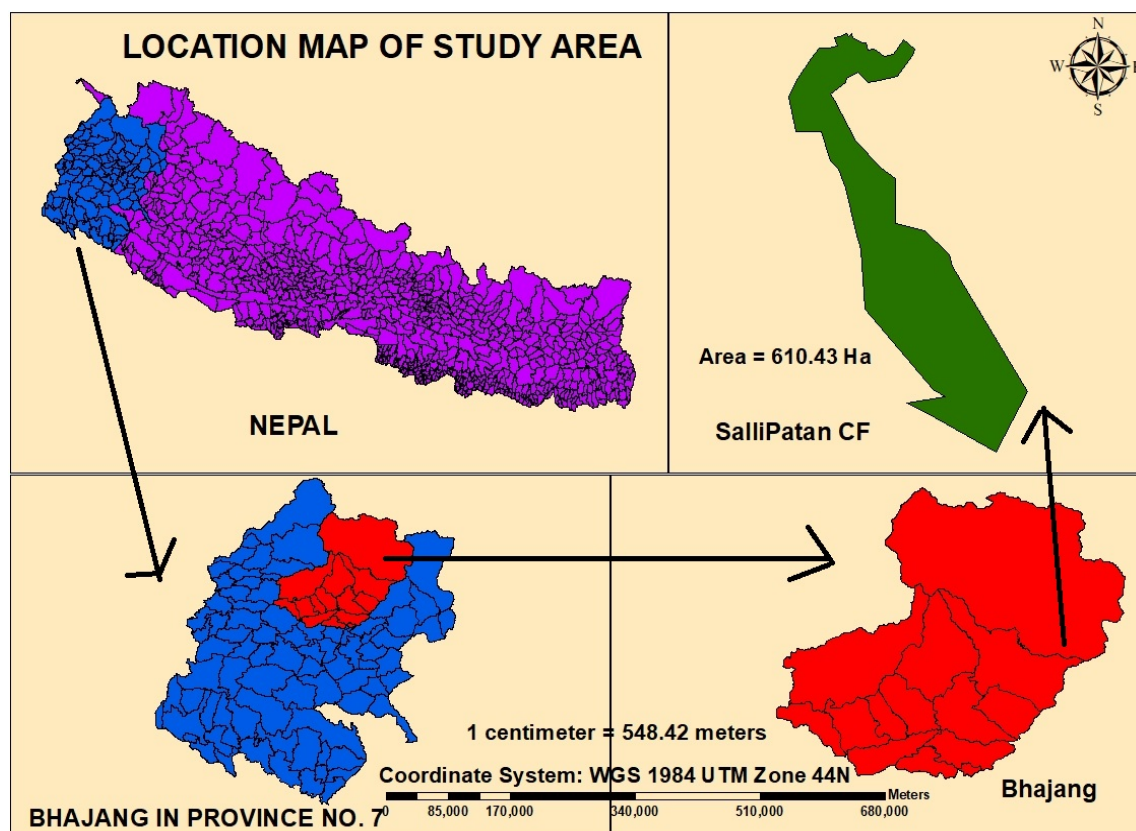 LOCATION MAP OF STUDY AREA
N
W E
S
NEPAL
Area = 610.43 Ha
SalliPatan CF
1 centimeter = 548.42 meters
Coordinate System: WGS 1984 UTM Zone 44N
Meters
0 85,000 170,000 340,000 510,000 680,000
BHAJANG IN PROVINCE NO. 7
Bhajang